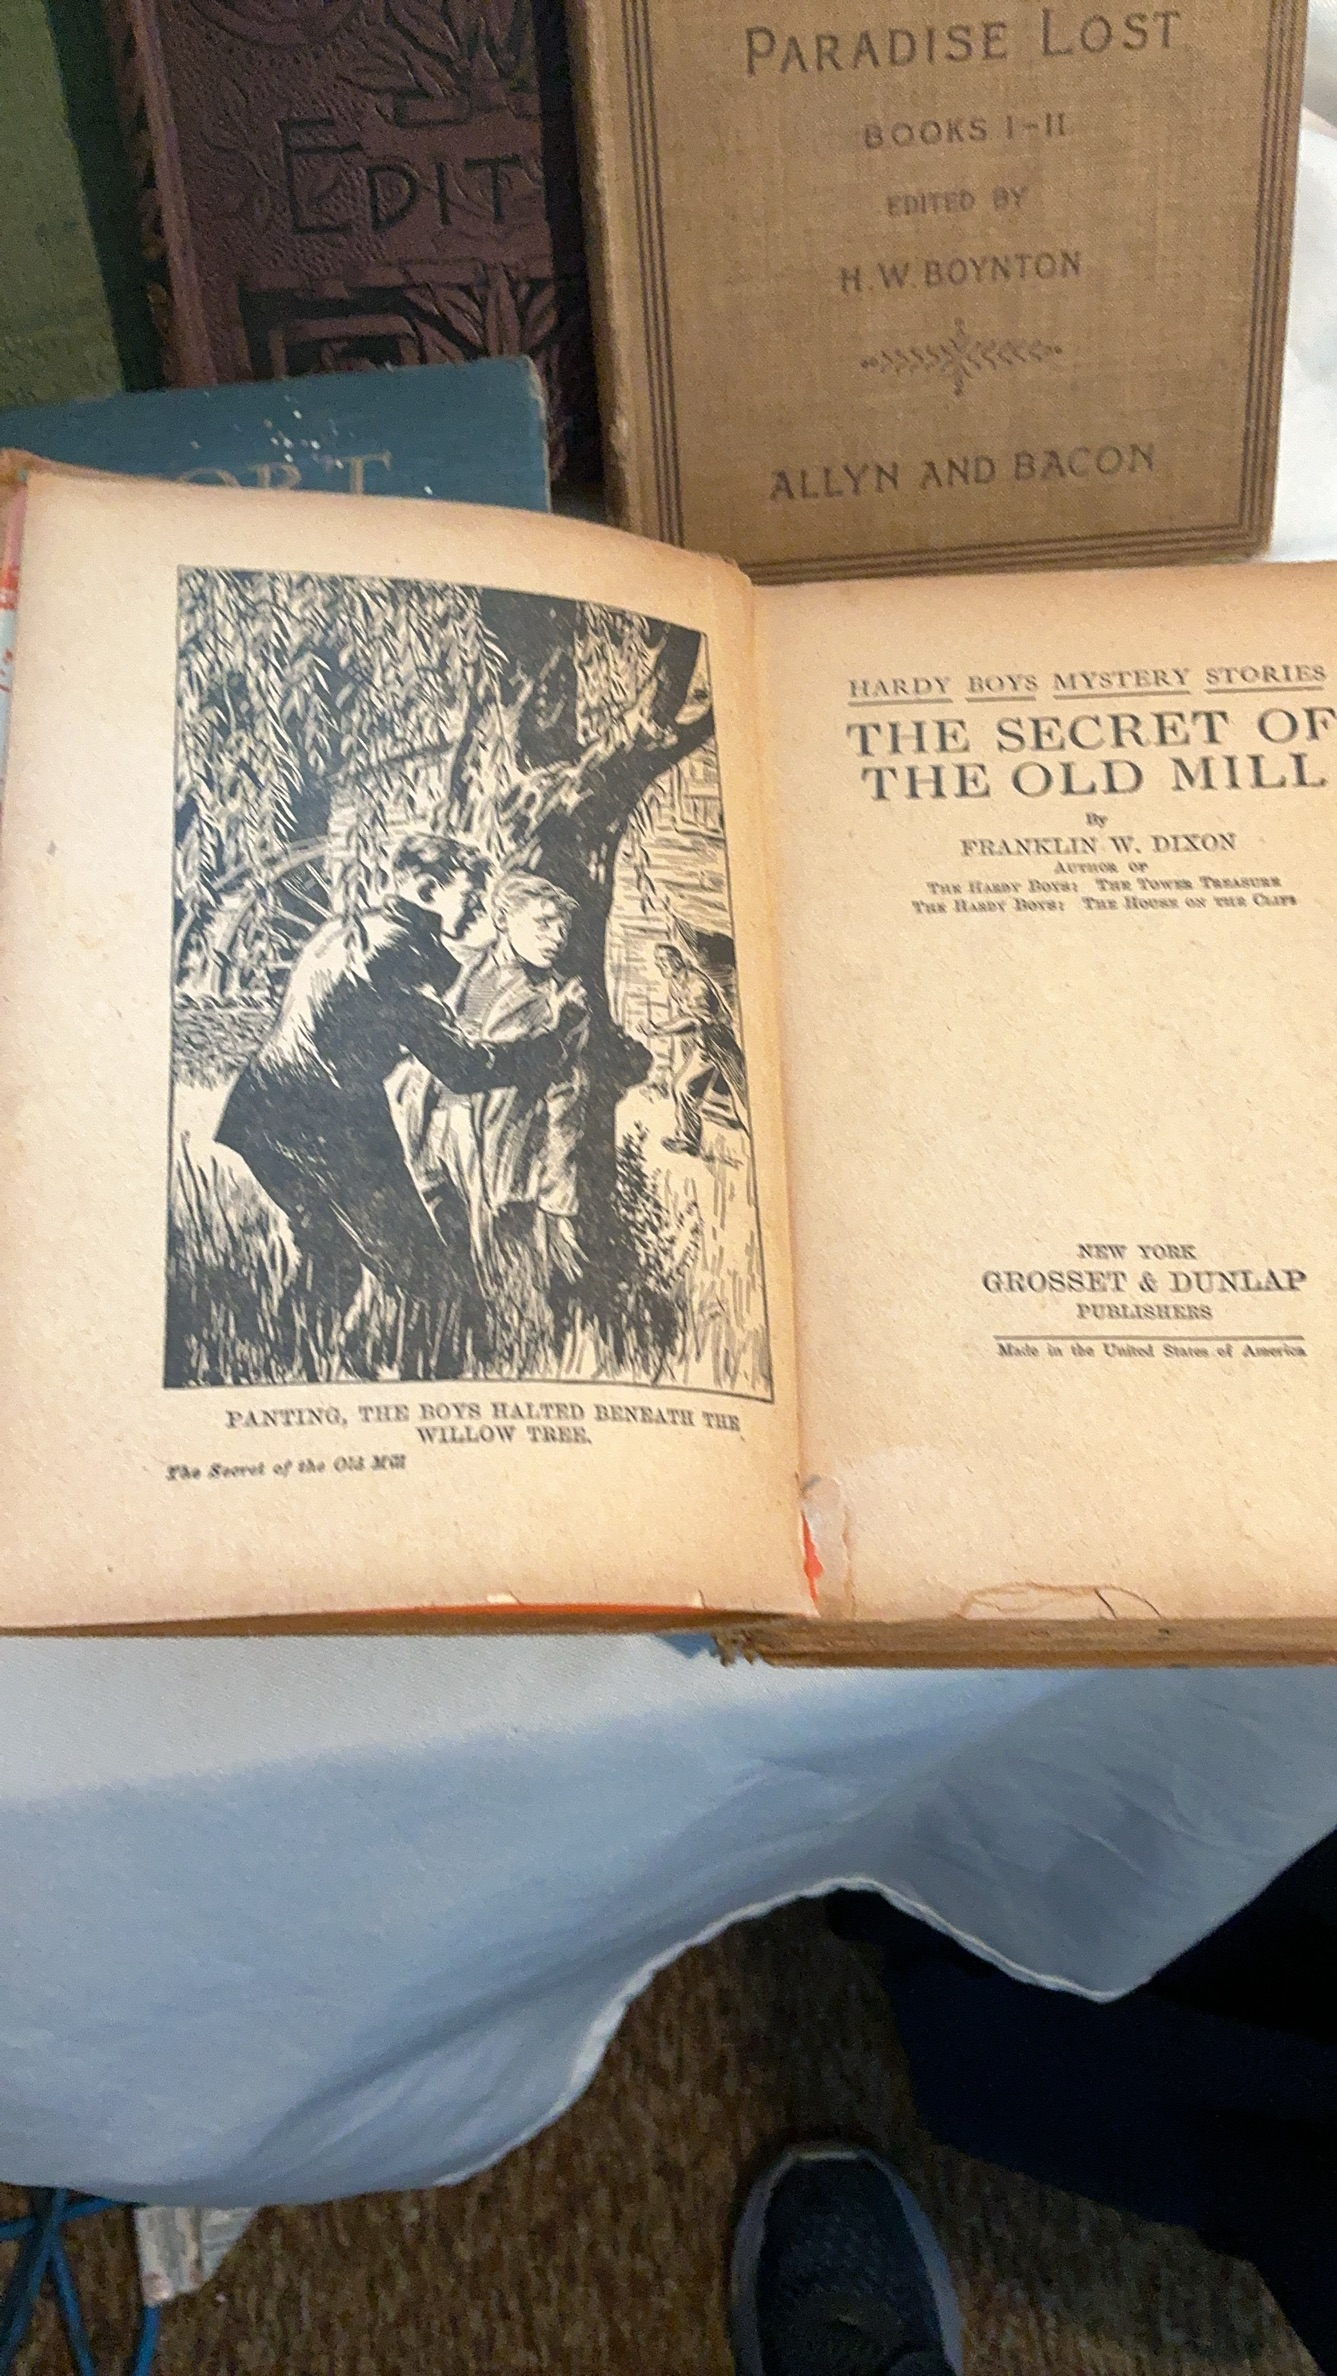 PARADISE LOST
BOOKS I-II
EDITED BY
H.W. BOYNTON
ALLYN AND BACON
EDIT
HARDY BOYS MYSTERY STORIES
THE SECRET OF
THE OLD MILL
By
FRANKLIN W. DIXON
AUTHOR OF
THE HARDY BOYS: THE TOWER TREASURE
THE HARDY BOYS: THE HOUSE ON THE CLIFF
NEW YORK
GROSSET & DUNLAP
PUBLISHERS
Made in the United States of America
PANTING, THE BOYS HALTED BENEATH THE
WILLOW TREE.
The Secret of the Old Mill